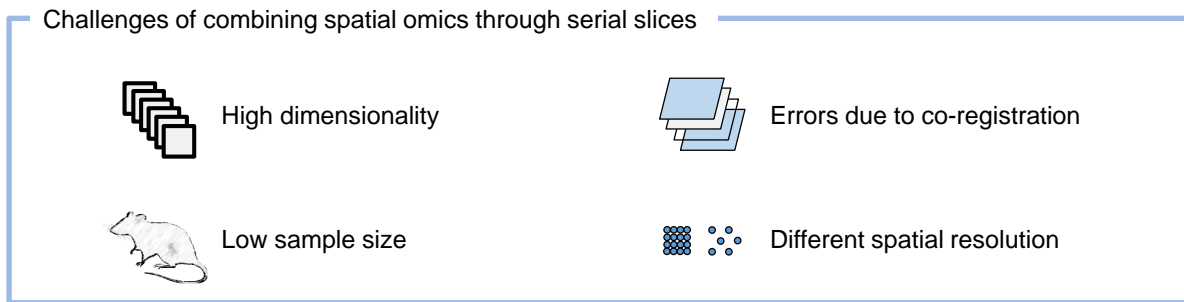 Challenges of combining spatial omics through serial slices
High dimensionality
Errors due to co-registration
Low sample size
Different spatial resolution